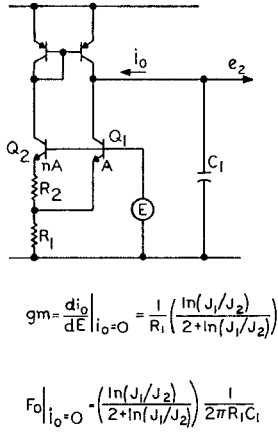 i₀
e₂
Q₂
Q₁
nA
A
R₂
C₁
E
R₁
gm = di₀/dE |i₀=0 = 1/R₁ (ln(J₁/J₂) / 2+ln(J₁/J₂))
F₀|i₀=0 = (ln(J₁/J₂) / 2+ln(J₁/J₂)) 1/2πR₁C₁